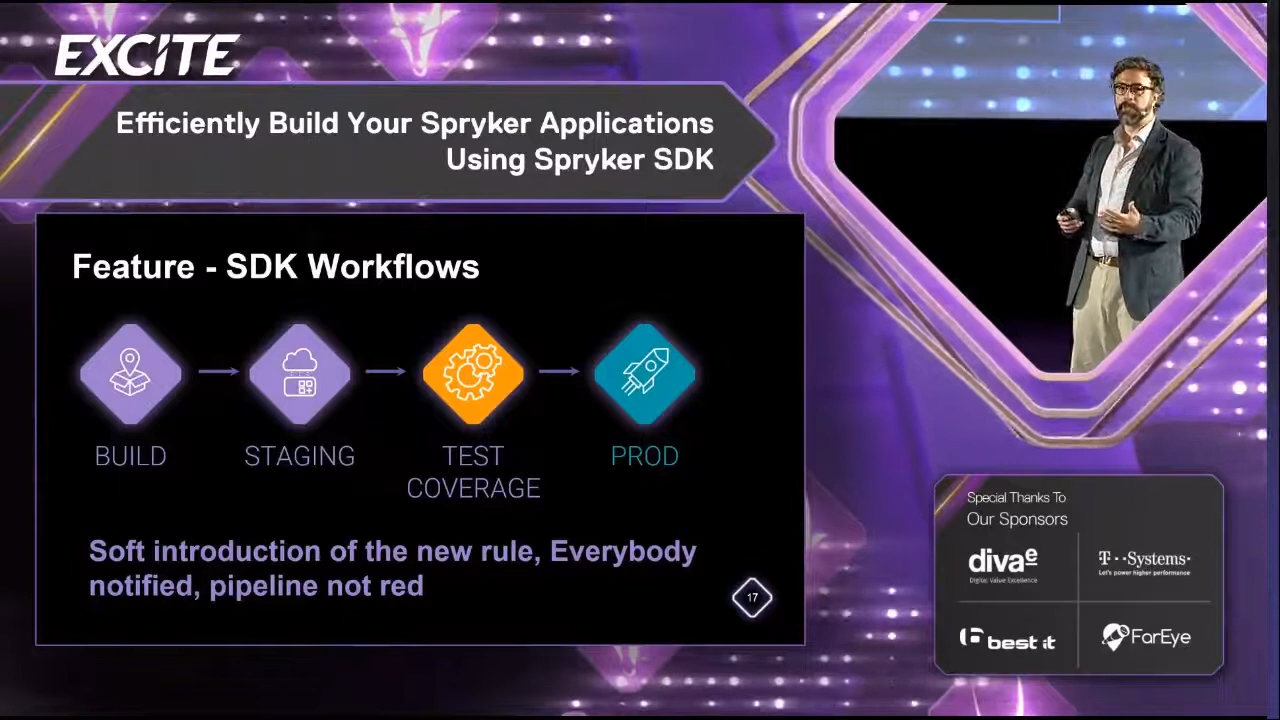 EXCITE
Efficiently Build Your Spryker Applications
Using Spryker SDK
Feature - SDK Workflows
BUILD
STAGING
TEST
COVERAGE
PROD
Soft introduction of the new rule, Everybody
notified, pipeline not red
17
Special Thanks To
Our Sponsors
divae
Digital Value Excellence
T··Systems·
Let's power higher performance
best it
FarEye